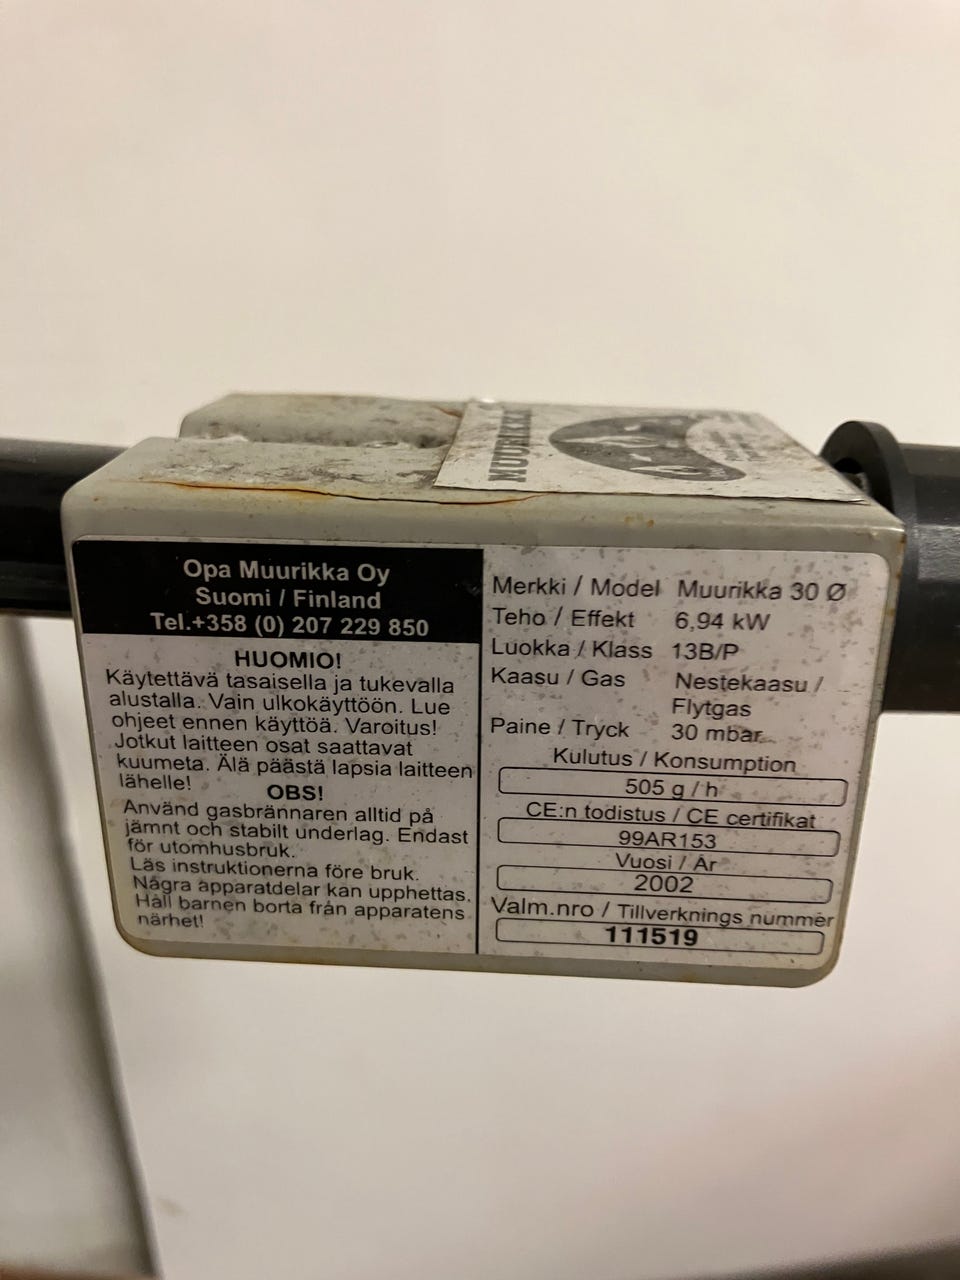 MUURIKKA
Opa Muurikka Oy
Suomi / Finland
Tel.+358 (0) 207 229 850
HUOMIO!
Käytettävä tasaisella ja tukevalla
alustalla. Vain ulkokäyttöön. Lue
ohjeet ennen käyttöä. Varoitus!
Jotkut laitteen osat saattavat
kuumeta. Älä päästä lapsia laitteen
lähelle!
OBS!
Använd gasbrännaren alltid på
jämnt och stabilt underlag. Endast
för utomhusbruk.
Läs instruktionerna före bruk.
Några apparatdelar kan upphettas.
Håll barnen borta från apparatens
närhet!
Merkki / Model Muurikka 30 Ø
Teho / Effekt 6,94 kW
Luokka / Klass 13B/P
Kaasu / Gas Nestekaasu /
Flytgas
Paine / Tryck 30 mbar
Kulutus / Konsumption
505 g / h
CE:n todistus / CE certifikat
99AR153
Vuosi / År
2002
Valm.nro / Tillverknings nummer
111519